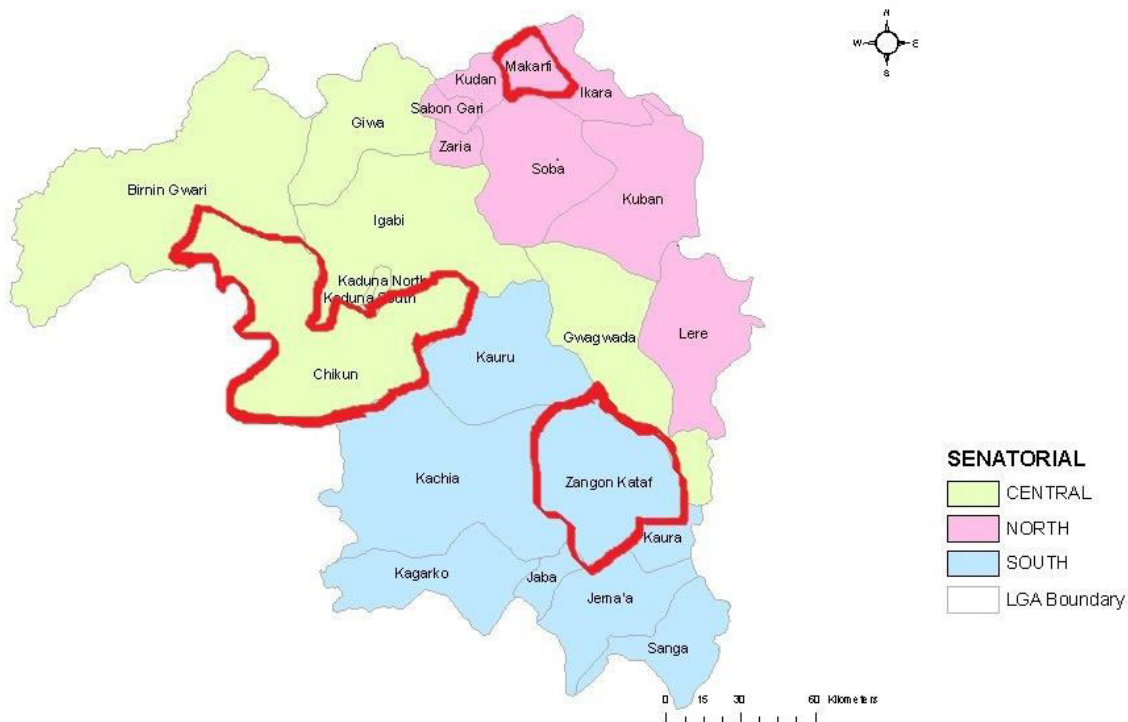 N
W E
S
Makarfi
Kudan
Ikara
Sabon Gari
Giwa
Zaria
Soba
Birnin Gwari
Kuban
Igabi
Kaduna North
Kaduna South
Gwagwada
Lere
Kauru
Chikun
Kachia
Zangon Kataf
Kaura
Kagarko
Jaba
Jema'a
Sanga
SENATORIAL
CENTRAL
NORTH
SOUTH
LGA Boundary
0 15 30 60 Kilometers